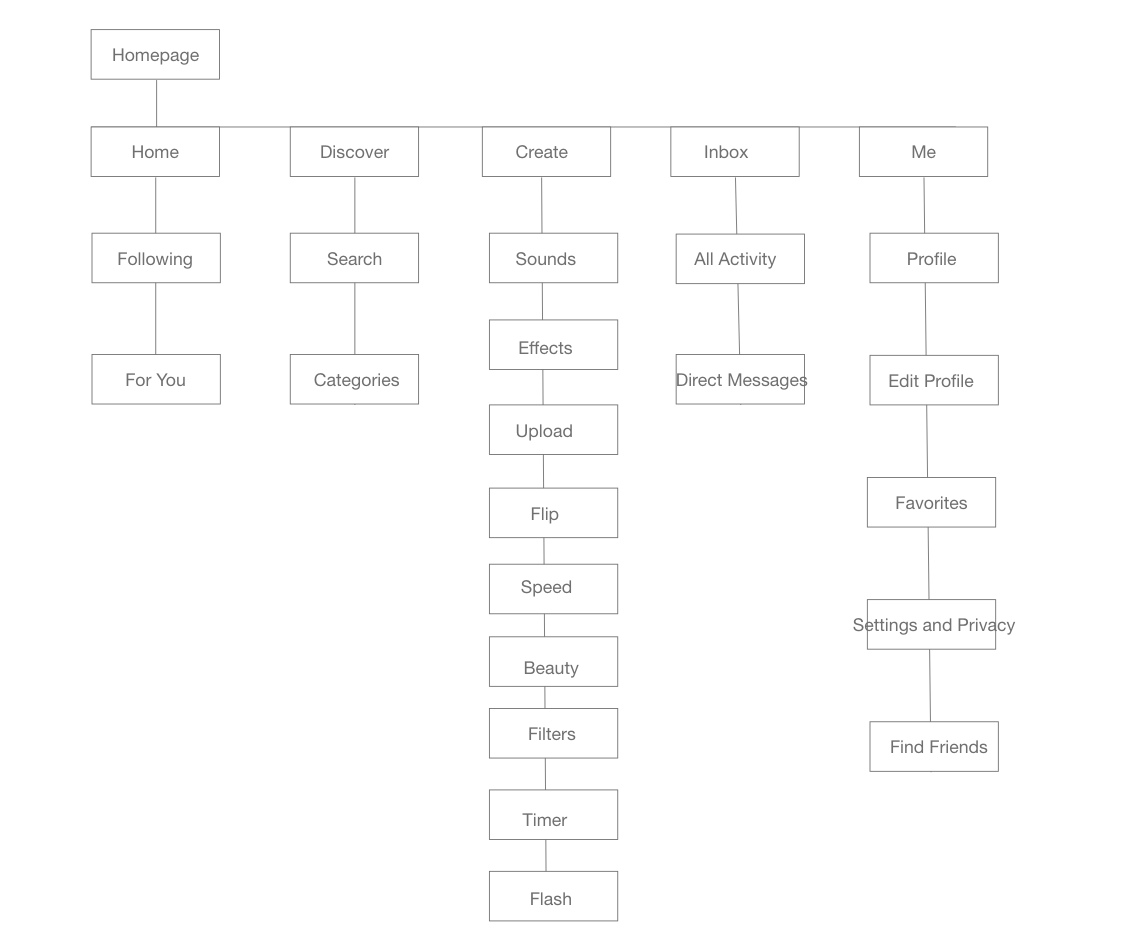 Homepage
Home
Discover
Create
Inbox
Me
Following
Search
Sounds
All Activity
Profile
Effects
For You
Categories
Upload
Direct Messages
Edit Profile
Flip
Favorites
Speed
Settings and Privacy
Beauty
Filters
Find Friends
Timer
Flash